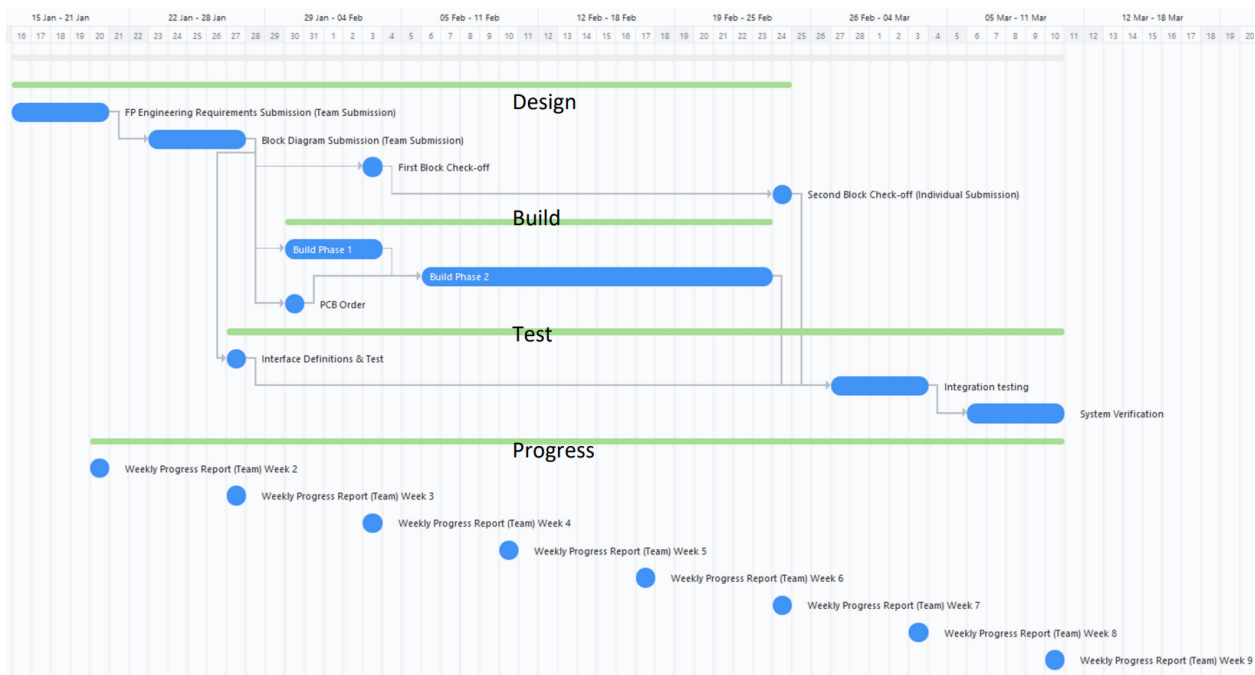 15 Jan - 21 Jan 22 Jan - 28 Jan 29 Jan - 04 Feb 05 Feb - 11 Feb 12 Feb - 18 Feb 19 Feb - 25 Feb 26 Feb - 04 Mar 05 Mar - 11 Mar 12 Mar - 18 Mar
16 17 18 19 20 21 22 23 24 25 26 27 28 29 30 31 1 2 3 4 5 6 7 8 9 10 11 12 13 14 15 16 17 18 19 20 21 22 23 24 25 26 27 28 1 2 3 4 5 6 7 8 9 10 11 12 13 14 15 16 17 18 19 20
Design
FP Engineering Requirements Submission (Team Submission)
Block Diagram Submission (Team Submission)
First Block Check-off
Second Block Check-off (Individual Submission)
Build
Build Phase 1
Build Phase 2
PCB Order
Test
Interface Definitions & Test
Integration testing
System Verification
Progress
Weekly Progress Report (Team) Week 2
Weekly Progress Report (Team) Week 3
Weekly Progress Report (Team) Week 4
Weekly Progress Report (Team) Week 5
Weekly Progress Report (Team) Week 6
Weekly Progress Report (Team) Week 7
Weekly Progress Report (Team) Week 8
Weekly Progress Report (Team) Week 9